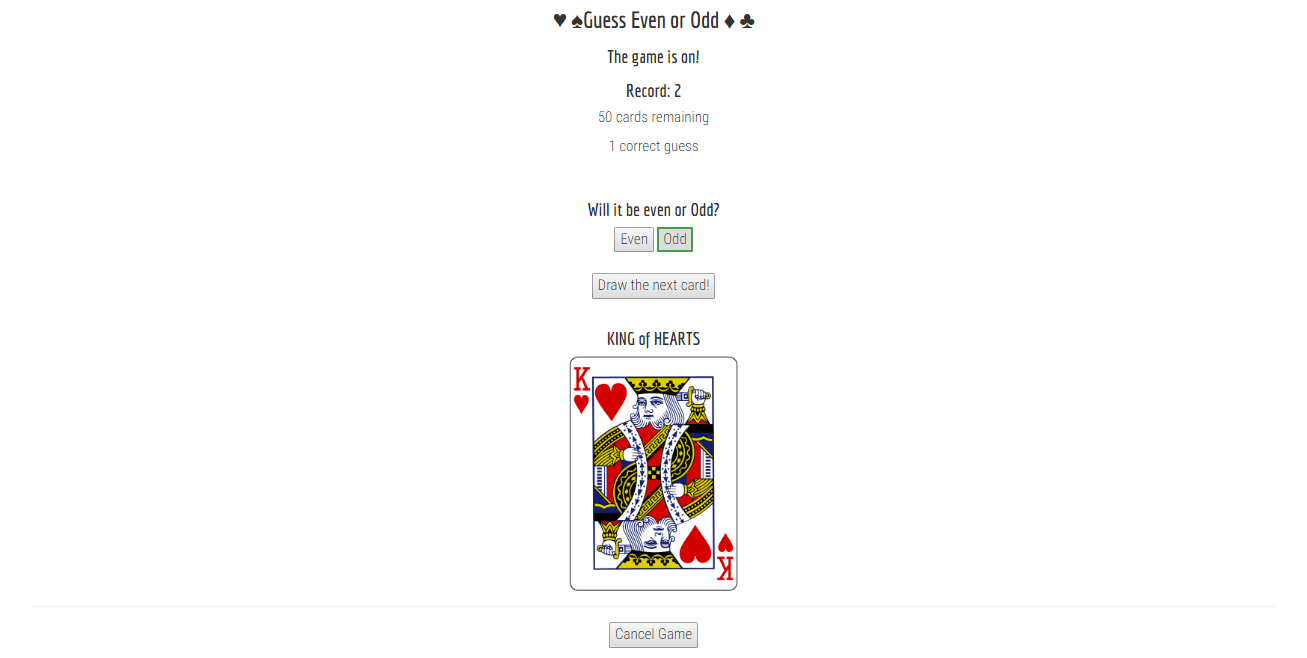 ♥ ♠Guess Even or Odd ♦ ♣
The game is on!
Record: 2
50 cards remaining
1 correct guess
Will it be even or Odd?
Even Odd
Draw the next card!
KING of HEARTS
K
K
Cancel Game